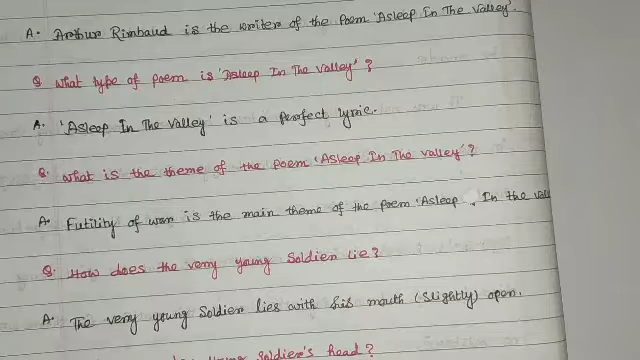 A. Arthur Rimbaud is the writer of the Poem 'Asleep In The Valley'.
Q What type of poem is 'Asleep In The Valley'?
A. 'Asleep In The Valley' is a perfect lyric.
Q. What is the theme of the poem 'Asleep In The Valley'?
A. Futility of war is the main theme of the poem 'Asleep In the vall
Q. How does the very young Soldier lie?
A. The very young Soldier lies with his mouth (slightly) open.
young Soldier's head?